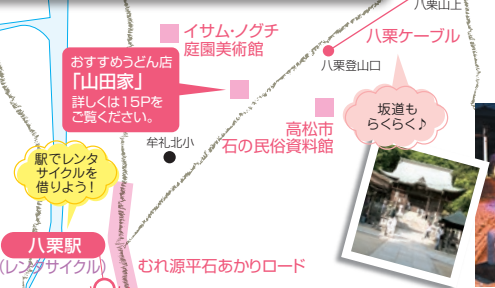 八栗山上
イサム・ノグチ
庭園美術館
八栗ケーブル
おすすめうどん店
「山田家」
詳しくは15Pを
ご覧ください。
八栗登山口
坂道も
らくらく♪
高松市
石の民俗資料館
牟礼北小
駅でレンタ
サイクルを
借りよう！
八栗駅
(レンタサイクル)
むれ源平石あかりロード